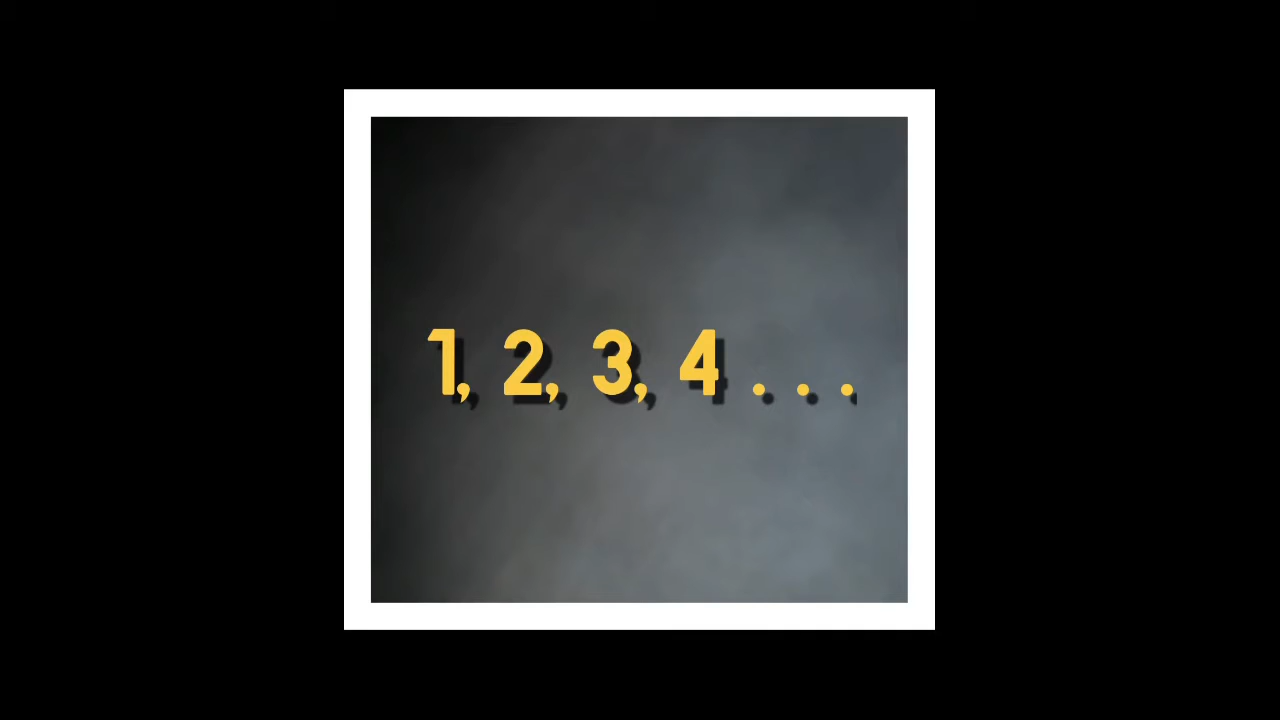 1, 2, 3, 4 . . .